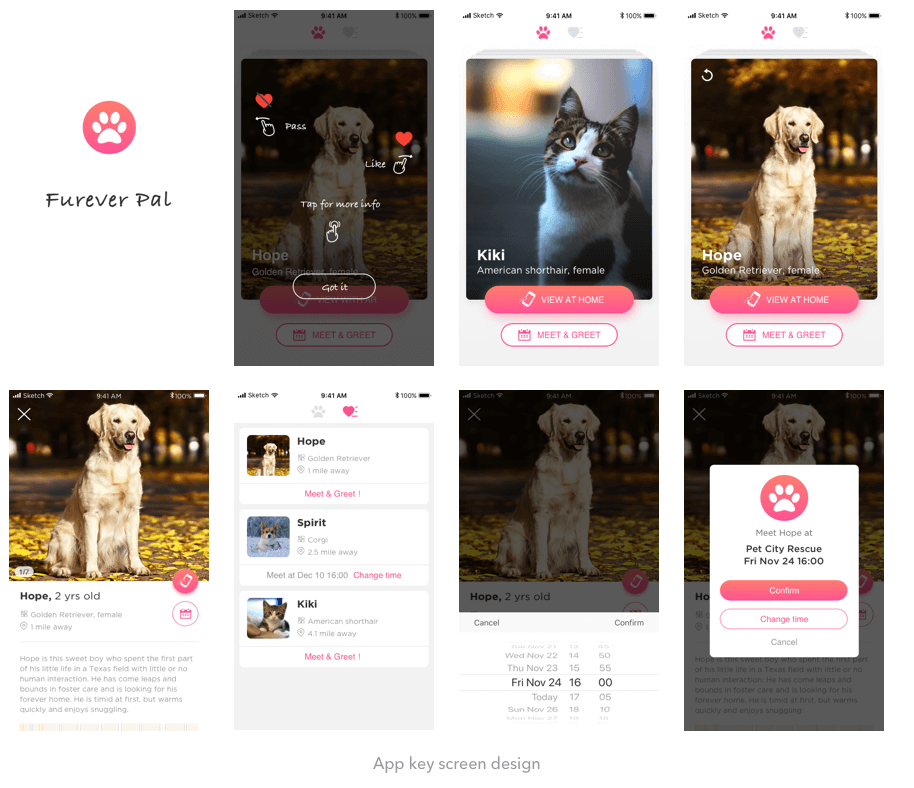 Furever Pal
Sketch
9:41 AM
100%
Pass
Like
Tap for more info
Hope
Golden Retriever, female
Got it
MEET & GREET
Sketch
9:41 AM
100%
Kiki
American shorthair, female
VIEW AT HOME
MEET & GREET
Sketch
9:41 AM
100%
Hope
Golden Retriever, female
VIEW AT HOME
MEET & GREET
Sketch
9:41 AM
100%
1/7
Hope, 2 yrs old
Golden Retriever, female
1 mile away
Hope is this sweet boy who spent the first part
of his little life in a Texas field with little or no
human interaction. He has come leaps and
bounds in foster care and is looking for his
forever home. He is timid at first, but warms
quickly and enjoys snuggling.
Sketch
9:41 AM
100%
Hope
Golden Retriever
1 mile away
Meet & Greet !
Spirit
Corgi
2.5 mile away
Meet at Dec 10 16:00 Change time
Kiki
American shorthair
4.1 mile away
Meet & Greet !
Sketch
9:41 AM
100%
Hope, 2 yrs old
Cancel
Confirm
Tue Nov 21 13 45
Wed Nov 22 14 50
Thu Nov 23 15 55
Fri Nov 24 16 00
Today 17 05
Sun Nov 26 18 10
Mon Nov 27 19 15
Sketch
9:41 AM
100%
Meet Hope at
Pet City Rescue
Fri Nov 24 16:00
Confirm
Change time
Cancel
Hope is this sweet boy who spent the first part
of his little life in a Texas field with little or no
human interaction. He has come leaps and
bounds in foster care and is looking for his
forever home. He is timid at first, but warms
quickly and enjoys snuggling.
App key screen design